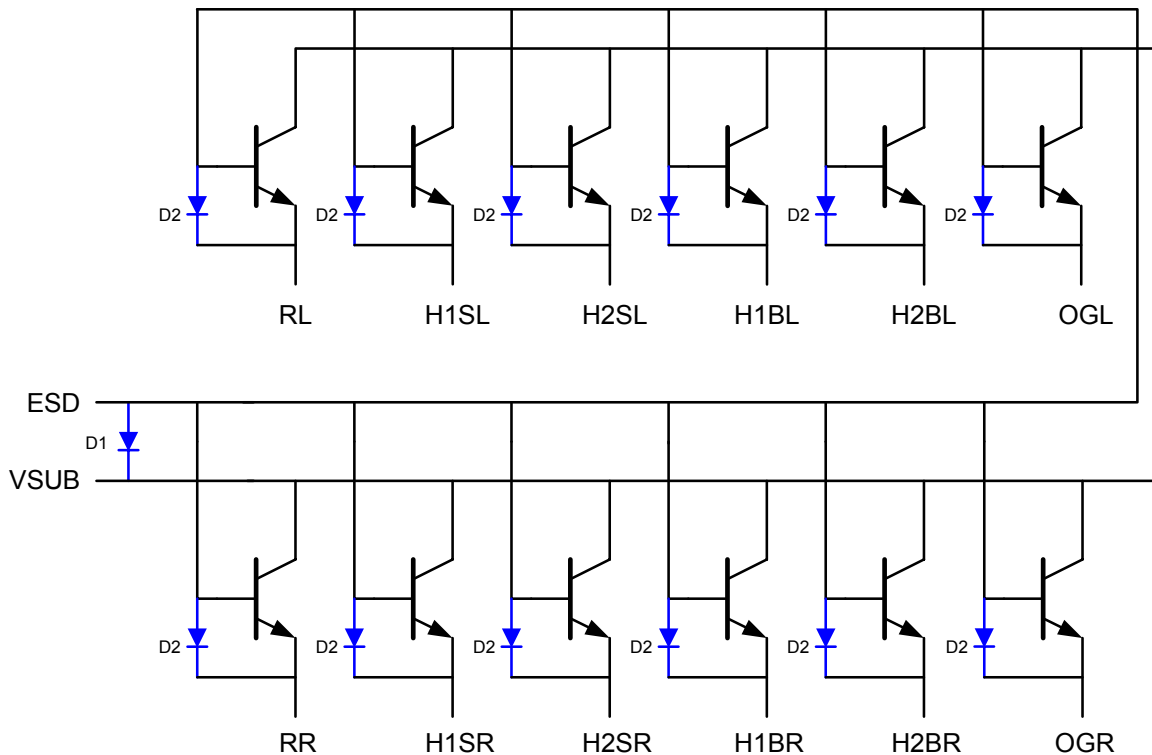 D2 D2 D2 D2 D2 D2
RL H1SL H2SL H1BL H2BL OGL
ESD
D1
VSUB
D2 D2 D2 D2 D2 D2
RR H1SR H2SR H1BR H2BR OGR